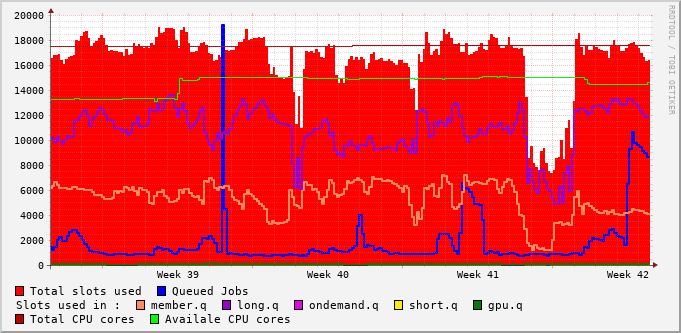 20000
18000
16000
14000
12000
10000
8000
6000
4000
2000
0
Week 39 Week 40 Week 41 Week 42
RRDTOOL / TOBI OETIKER
Total slots used Queued Jobs
Slots used in : member.q long.q ondemand.q short.q gpu.q
Total CPU cores Availale CPU cores